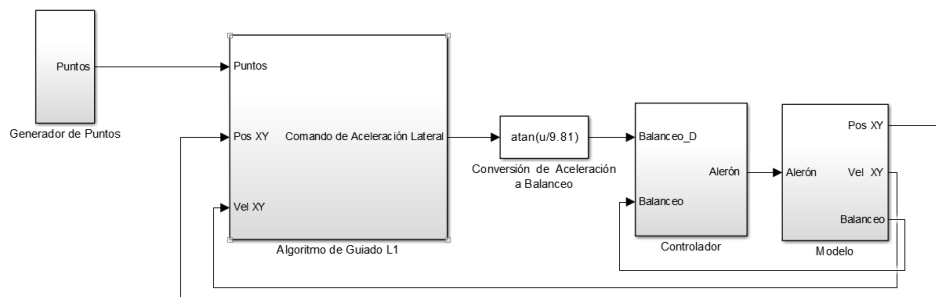 Puntos
Generador de Puntos
Puntos
Pos XY
Vel XY
Comando de Aceleración Lateral
Algoritmo de Guiado L1
atan(u/9.81)
Conversión de Aceleración
a Balanceo
Balanceo_D
Balanceo
Alerón
Controlador
Alerón
Pos XY
Vel XY
Balanceo
Modelo